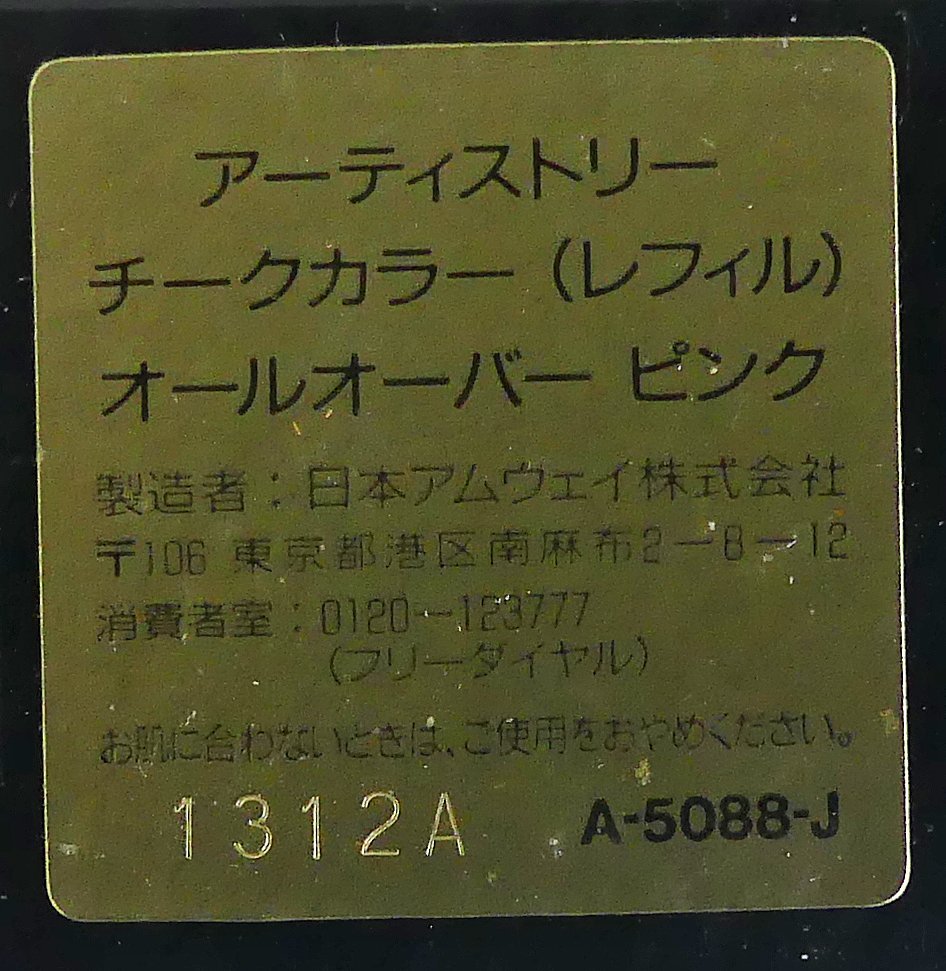 アーティストリー
チークカラー（レフィル）
オールオーバー ピンク
製造者：日本アムウェイ株式会社
〒106 東京都港区南麻布2－8－12
消費者室：0120－123777
（フリーダイヤル）
お肌に合わないときは、ご使用をおやめください。
1312A A-5088-J